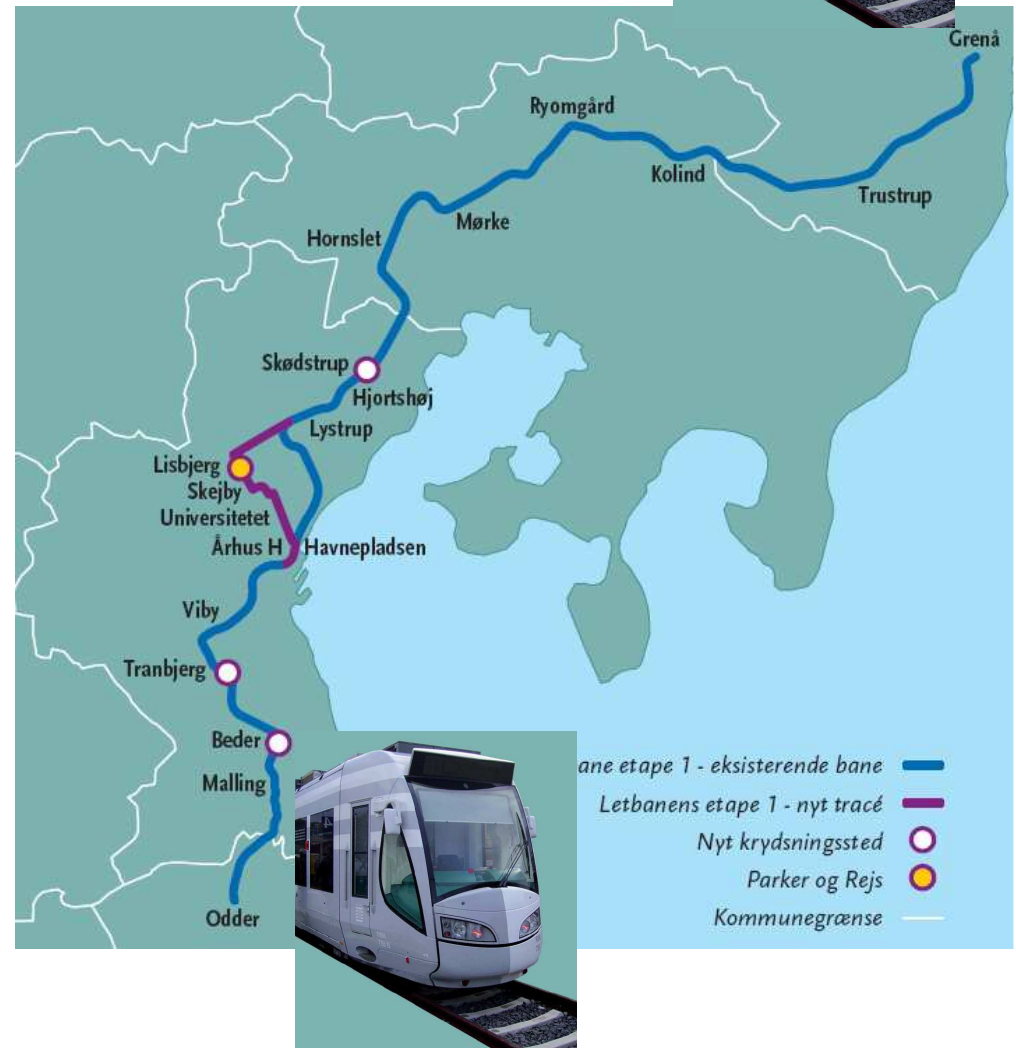 Grenå
Ryomgård
Kolind
Trustrup
Mørke
Hornslet
Skødstrup
Hjortshøj
Lystrup
Lisbjerg
Skejby
Universitetet
Århus H
Havnepladsen
Viby
Tranbjerg
Beder
Malling
Odder
ane etape 1 - eksisterende bane
Letbanens etape 1 - nyt tracé
Nyt krydsningssted
Parker og Rejs
Kommunegrænse